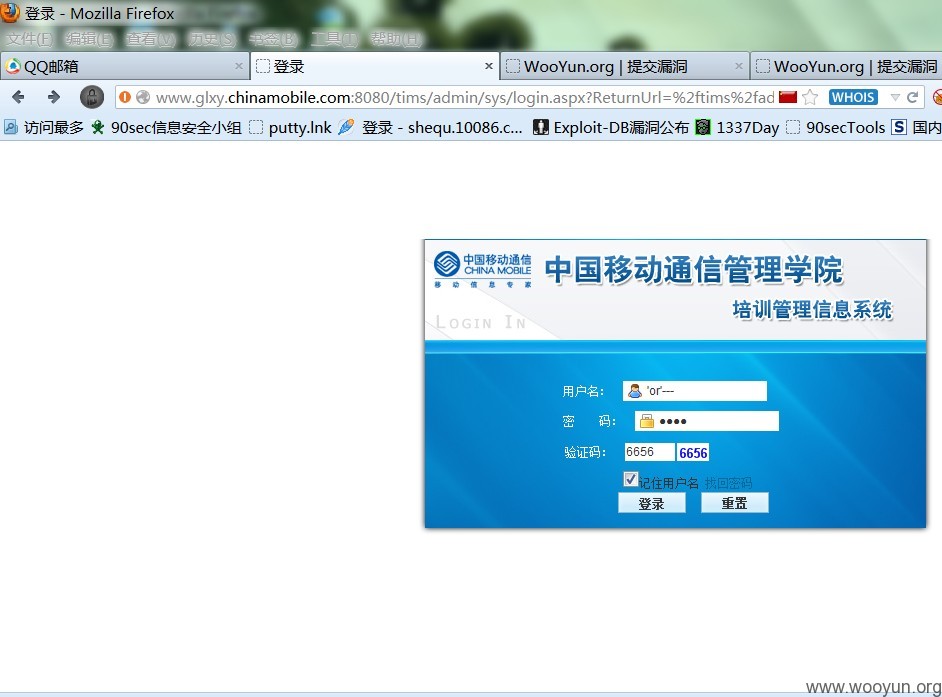 登录 - Mozilla Firefox
文件(F) 编辑(E) 查看(V) 历史(S) 书签(B) 工具(T) 帮助(H)
QQ邮箱 × 登录 × WooYun.org | 提交漏洞 × WooYun.org | 提交漏洞
www.glxy.chinamobile.com:8080/tims/admin/sys/login.aspx?ReturnUrl=%2ftims%2fad WHOIS
访问最多 90sec信息安全小组 putty.lnk 登录 - shequ.10086.c... Exploit-DB漏洞公布 1337Day 90secTools S 国内
中国移动通信 中国移动通信管理学院
CHINA MOBILE
移动信息专家
培训管理信息系统
LOGIN IN
用户名: 'or'---
密 码: ●●●●
验证码: 6656 6656
记住用户名 找回密码
登录 重置
www.wooyun.org